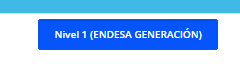 Nivel 1 (ENDESA GENERACIÓN)